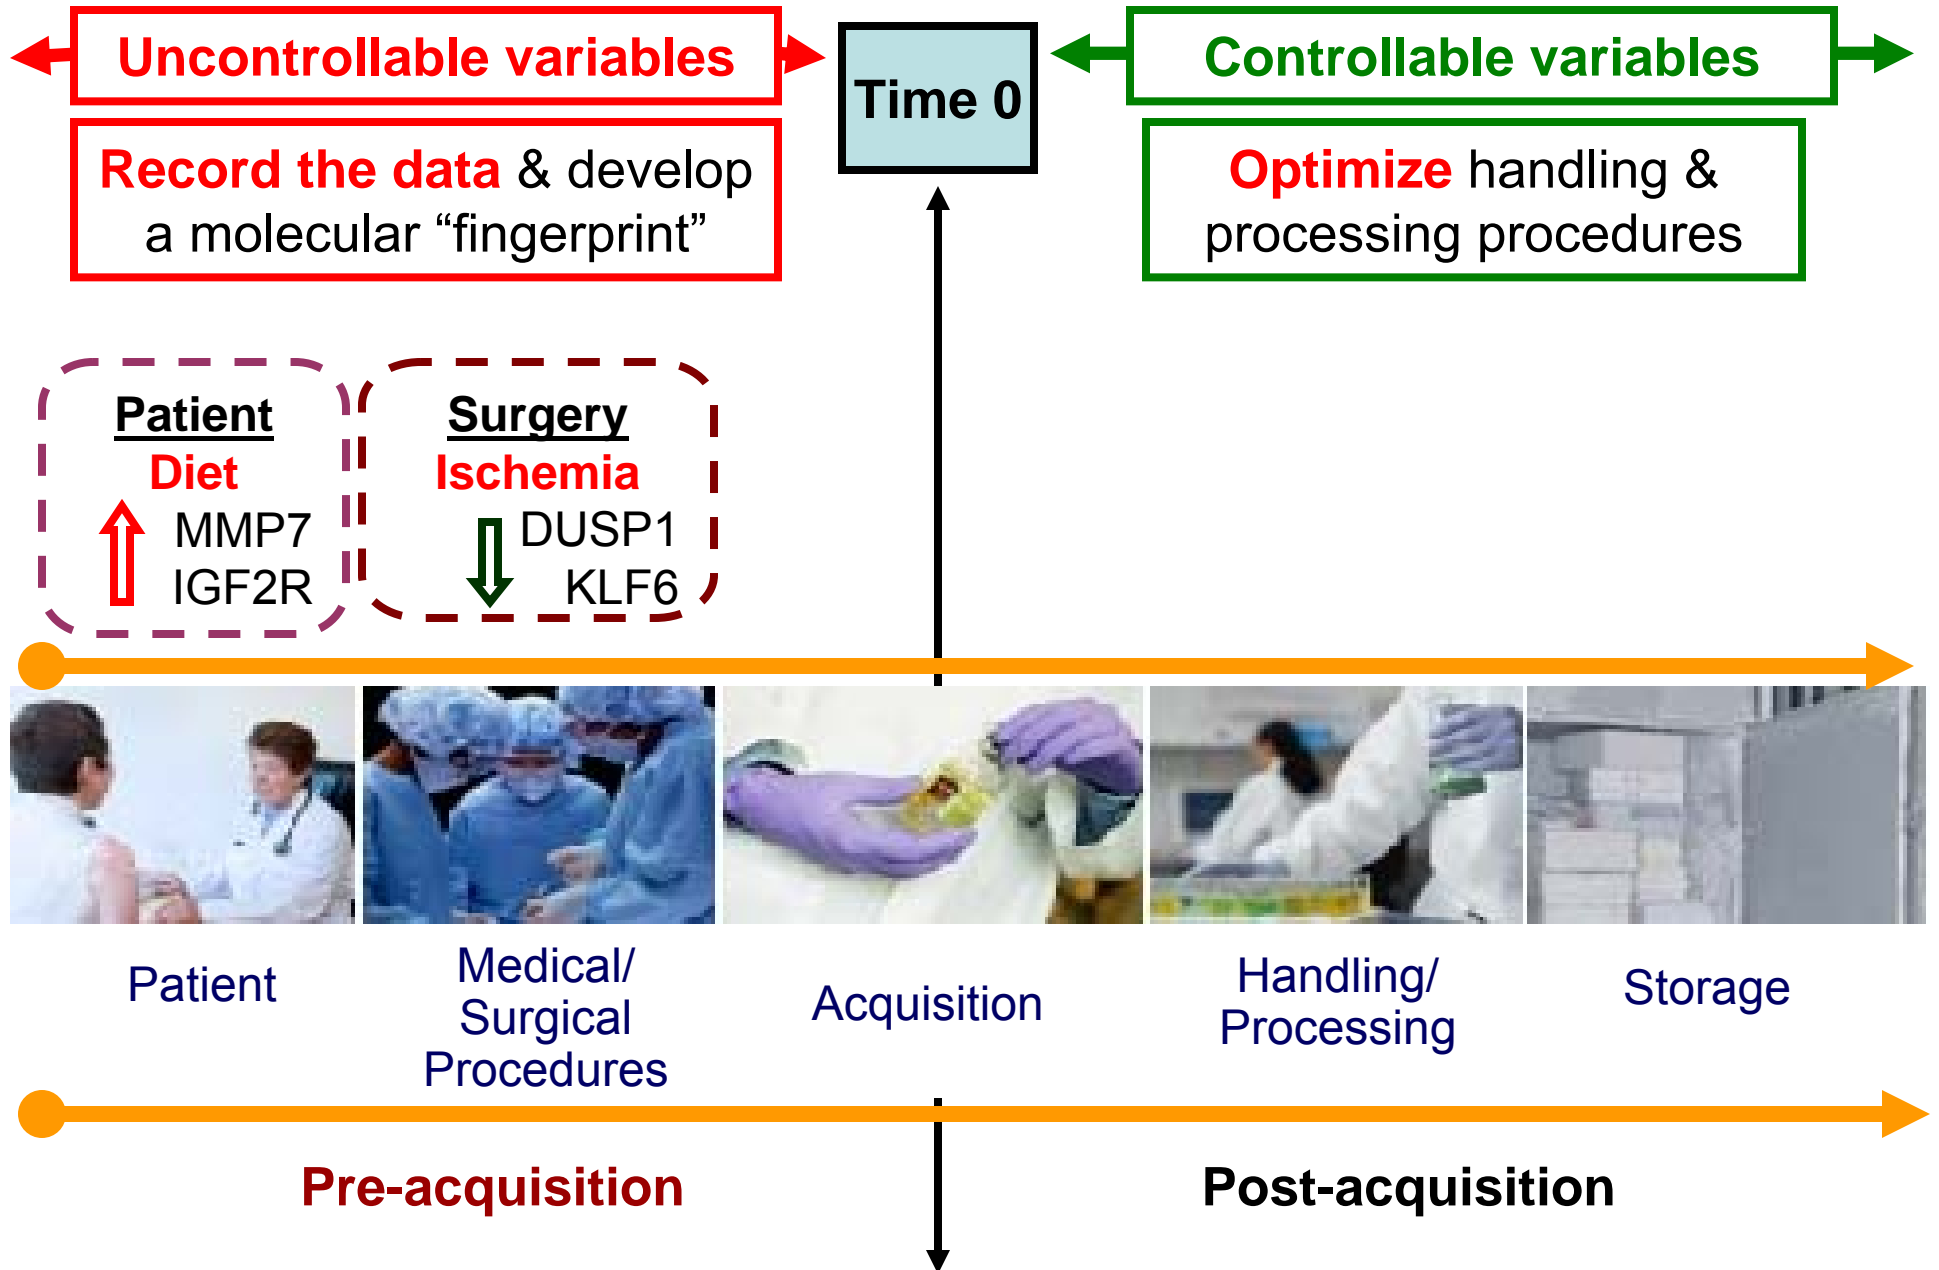 Uncontrollable variables
Time 0
Controllable variables
Record the data & develop
a molecular “fingerprint”
Optimize handling &
processing procedures
Patient
Diet
MMP7
IGF2R
Surgery
Ischemia
DUSP1
KLF6
Patient
Medical/
Surgical
Procedures
Acquisition
Handling/
Processing
Storage
Pre-acquisition
Post-acquisition